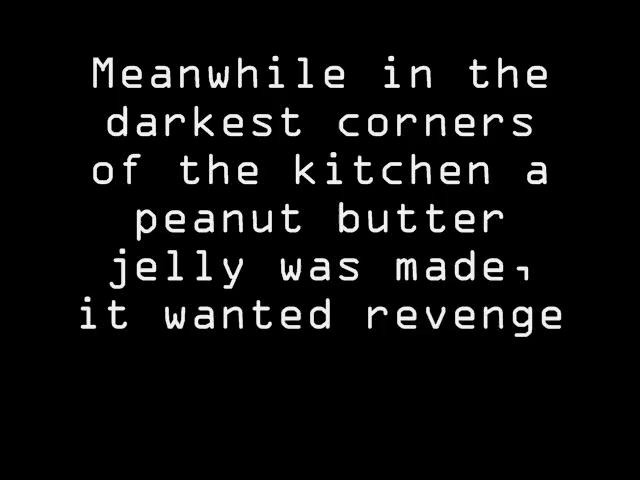 Meanwhile in the
darkest corners
of the kitchen a
peanut butter
jelly was made,
it wanted revenge